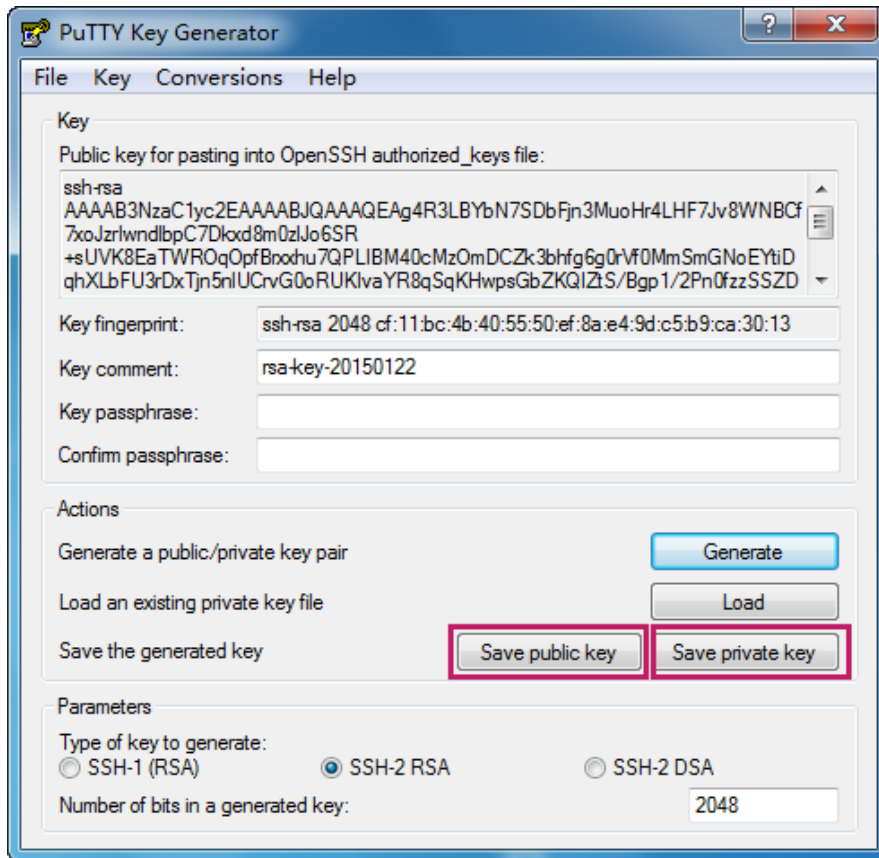 PuTTY Key Generator
File Key Conversions Help
Key
Public key for pasting into OpenSSH authorized_keys file:
ssh-rsa
AAAAB3NzaC1yc2EAAAABJQAAAQEAg4R3LBYbN7SDbFjn3MuoHr4LHF7Jv8WNBCf
7xoJzrlwndlbpC7Dkxd8m0zlJo6SR
+sUVK8EaTWROqOpfBrxxhu7QPLIBM40cMzOmDCZk3bhfg6g0rVf0MmSmGNoEYtiD
qhXLbFU3rDxTjn5nIUCrvG0oRUKIvaYR8qSqKHwpsGbZKQIZtS/Bgp1/2Pn0fzzSSZD
Key fingerprint: ssh-rsa 2048 cf:11:bc:4b:40:55:50:ef:8a:e4:9d:c5:b9:ca:30:13
Key comment: rsa-key-20150122
Key passphrase:
Confirm passphrase:
Actions
Generate a public/private key pair Generate
Load an existing private key file Load
Save the generated key Save public key Save private key
Parameters
Type of key to generate:
SSH-1 (RSA) SSH-2 RSA SSH-2 DSA
Number of bits in a generated key: 2048